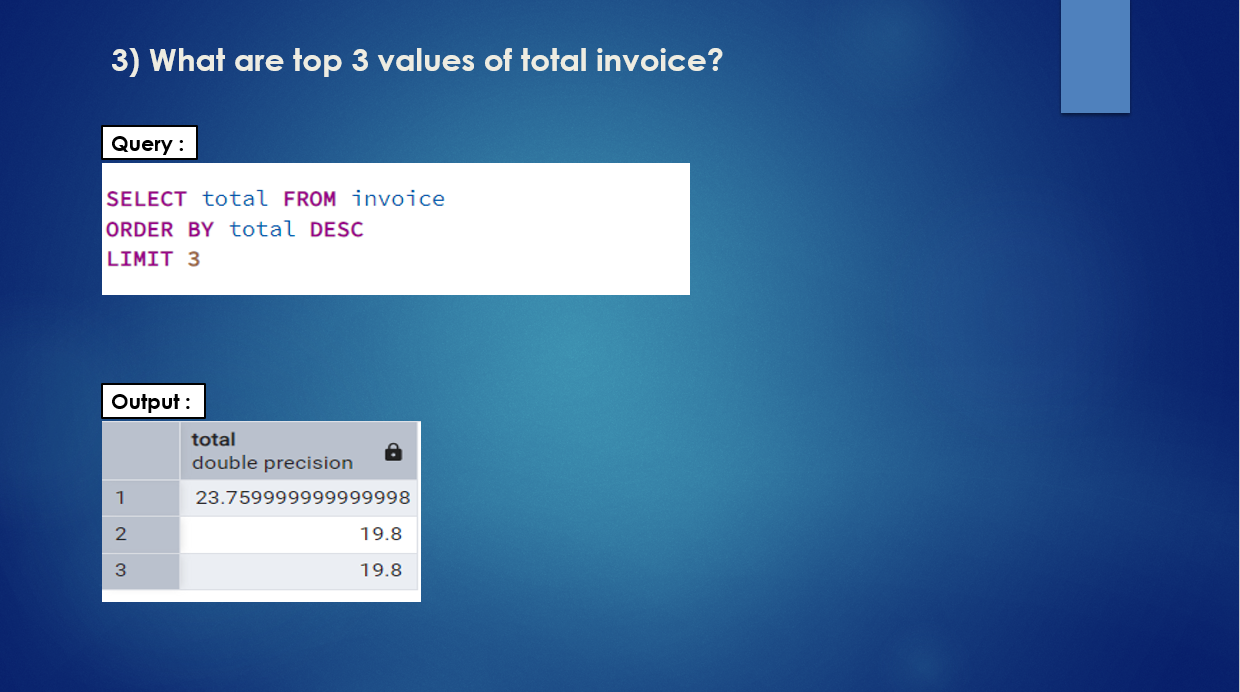 3) What are top 3 values of total invoice?
Query :
SELECT total FROM invoice
ORDER BY total DESC
LIMIT 3
Output :
total
double precision
1 23.759999999999998
2 19.8
3 19.8